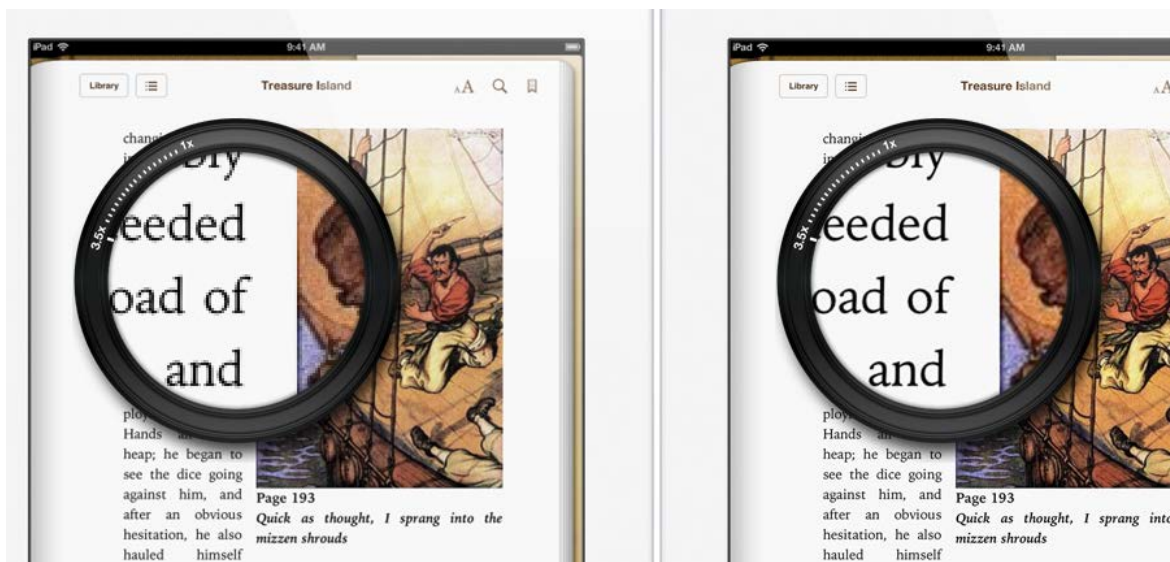 iPad 9:41 AM
Library Treasure Island AA
1x
3.5x
bly
eeded
oad of
and
Hands
heap; he began to
see the dice going
against him, and
after an obvious
hesitation, he also
hauled himself
Page 193
Quick as thought, I sprang into the
mizzen shrouds
iPad 9:41 AM
Library Treasure Island AA
1x
3.5x
bly
eeded
oad of
and
Hands
heap; he began to
see the dice going
against him, and
after an obvious
hesitation, he also
hauled himself
Page 193
Quick as thought, I sprang into
mizzen shrouds